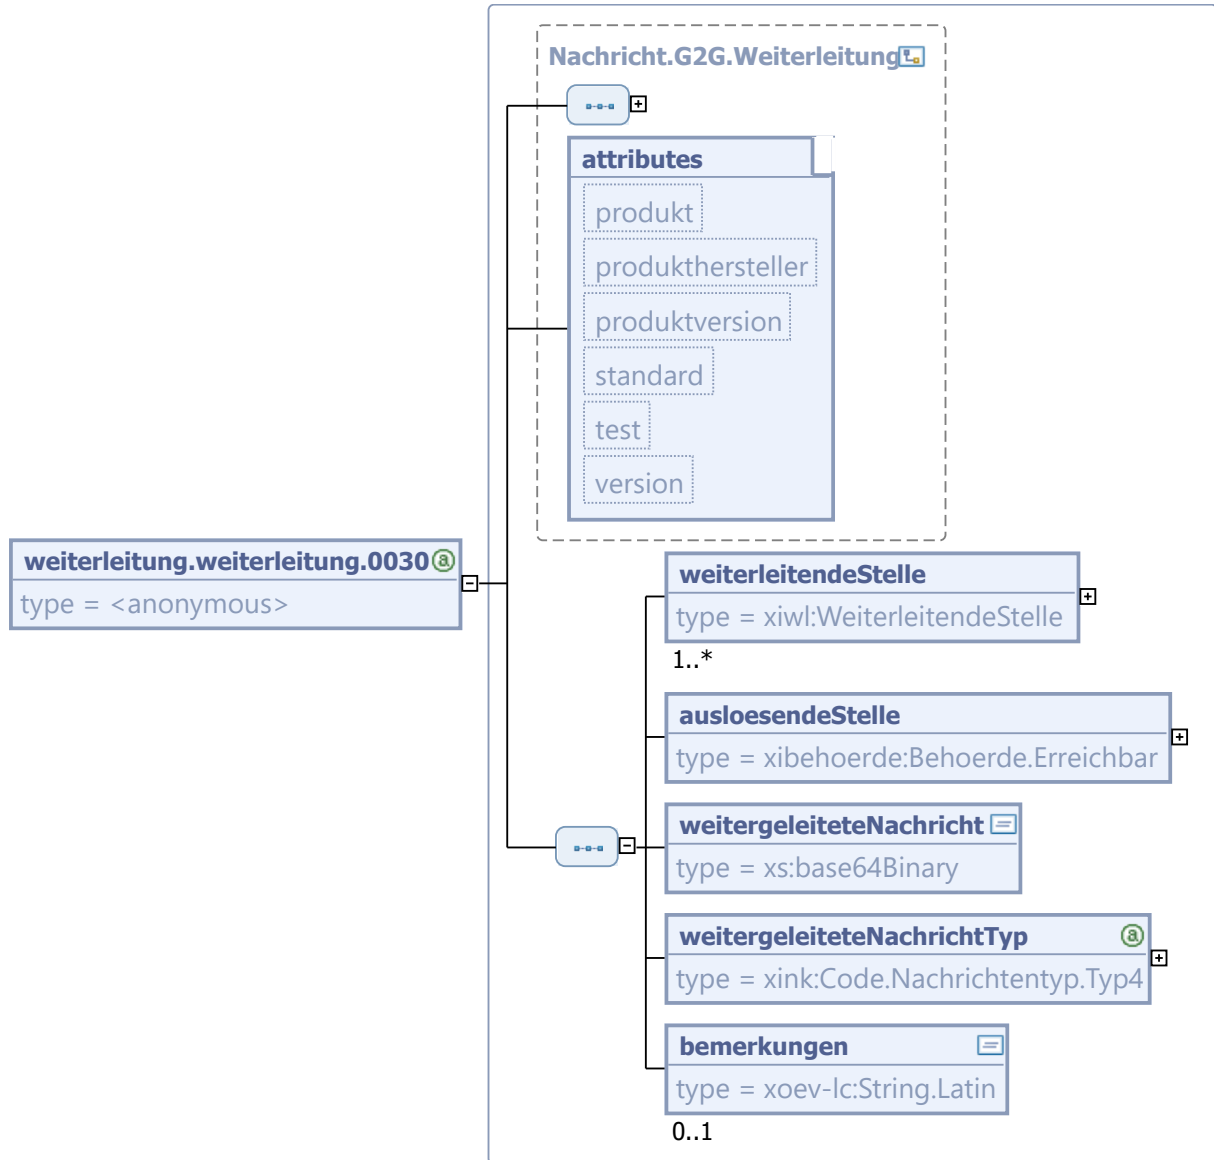 Nachricht.G2G.Weiterleitung
attributes
produkt
produkthersteller
produktversion
standard
test
version
weiterleitung.weiterleitung.0030
type = <anonymous>
weiterleitendeStelle
type = xiwl:WeiterleitendeStelle
1..*
ausloesendeStelle
type = xibehoerde:Behoerde.Erreichbar
weitergeleiteteNachricht
type = xs:base64Binary
weitergeleiteteNachrichtTyp
type = xink:Code.Nachrichtentyp.Typ4
bemerkungen
type = xoev-lc:String.Latin
0..1